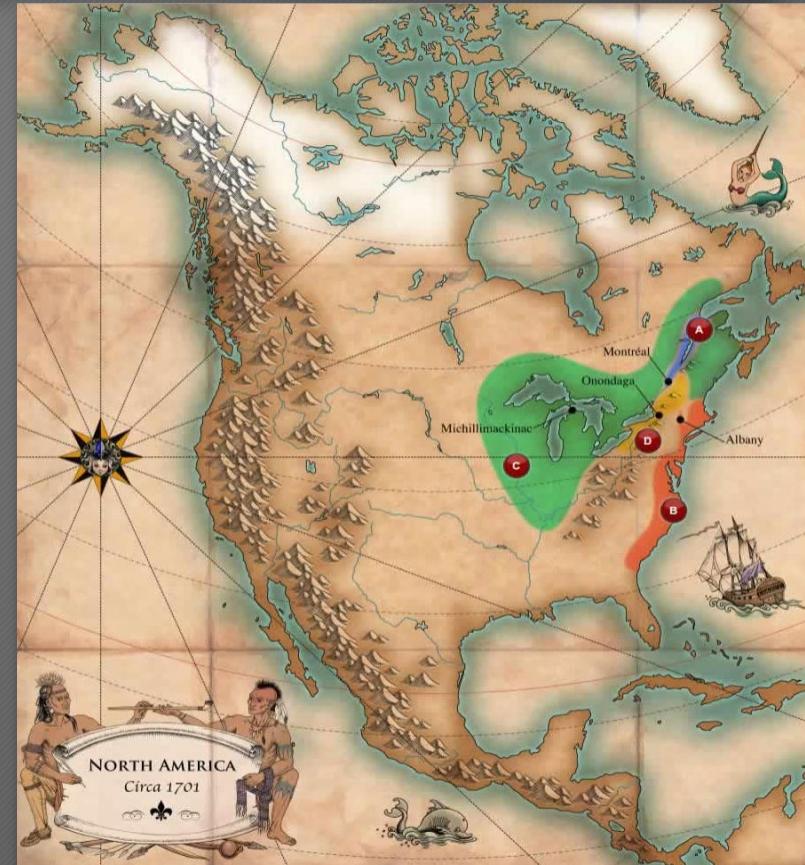 A
Montréal
Onondaga
Michillimackinac
Albany
D
C
B
NORTH AMERICA
Circa 1701